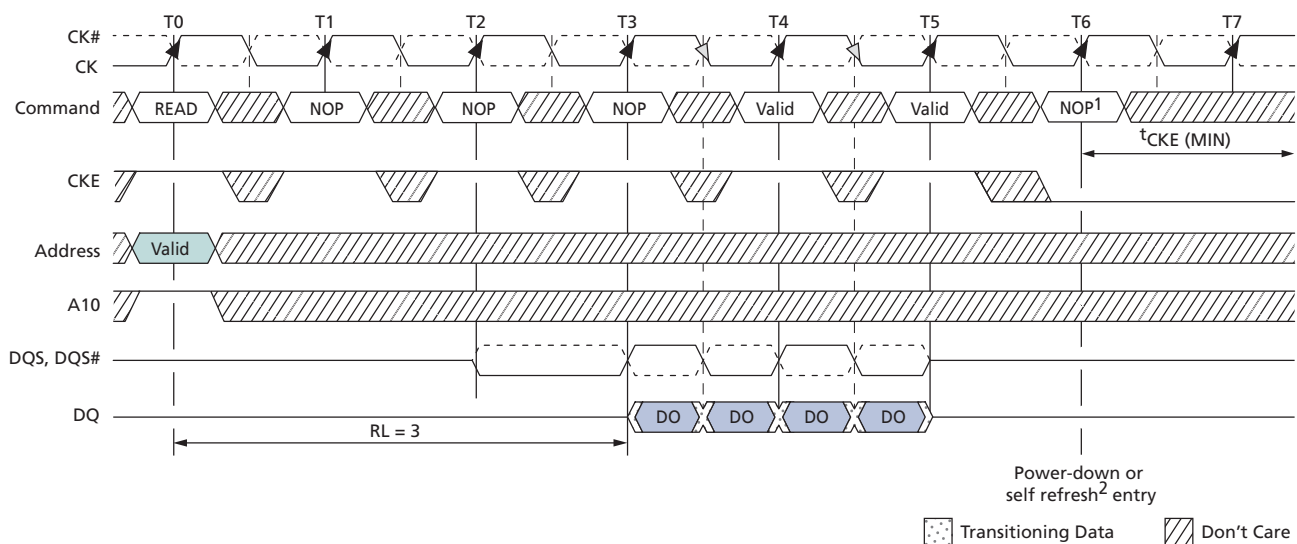 T0 T1 T2 T3 T4 T5 T6 T7
CK#
CK
Command READ NOP NOP NOP Valid Valid NOP1
tCKE (MIN)
CKE
Address Valid
A10
DQS, DQS#
DQ DO DO DO DO
RL = 3
Power-down or
self refresh2 entry
Transitioning Data Don't Care